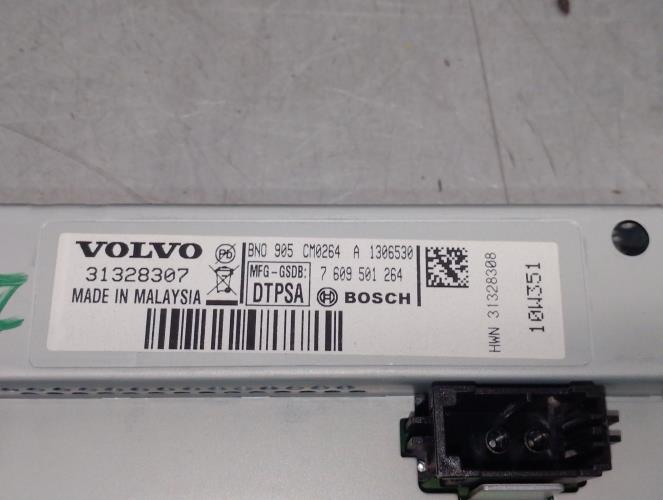 VOLVO Pb BNO 905 CM0264 A 1306530
31328307 MFG-GSDB: 7 609 501 264
MADE IN MALAYSIA DTPSA BOSCH
HWN 31328308
10W351